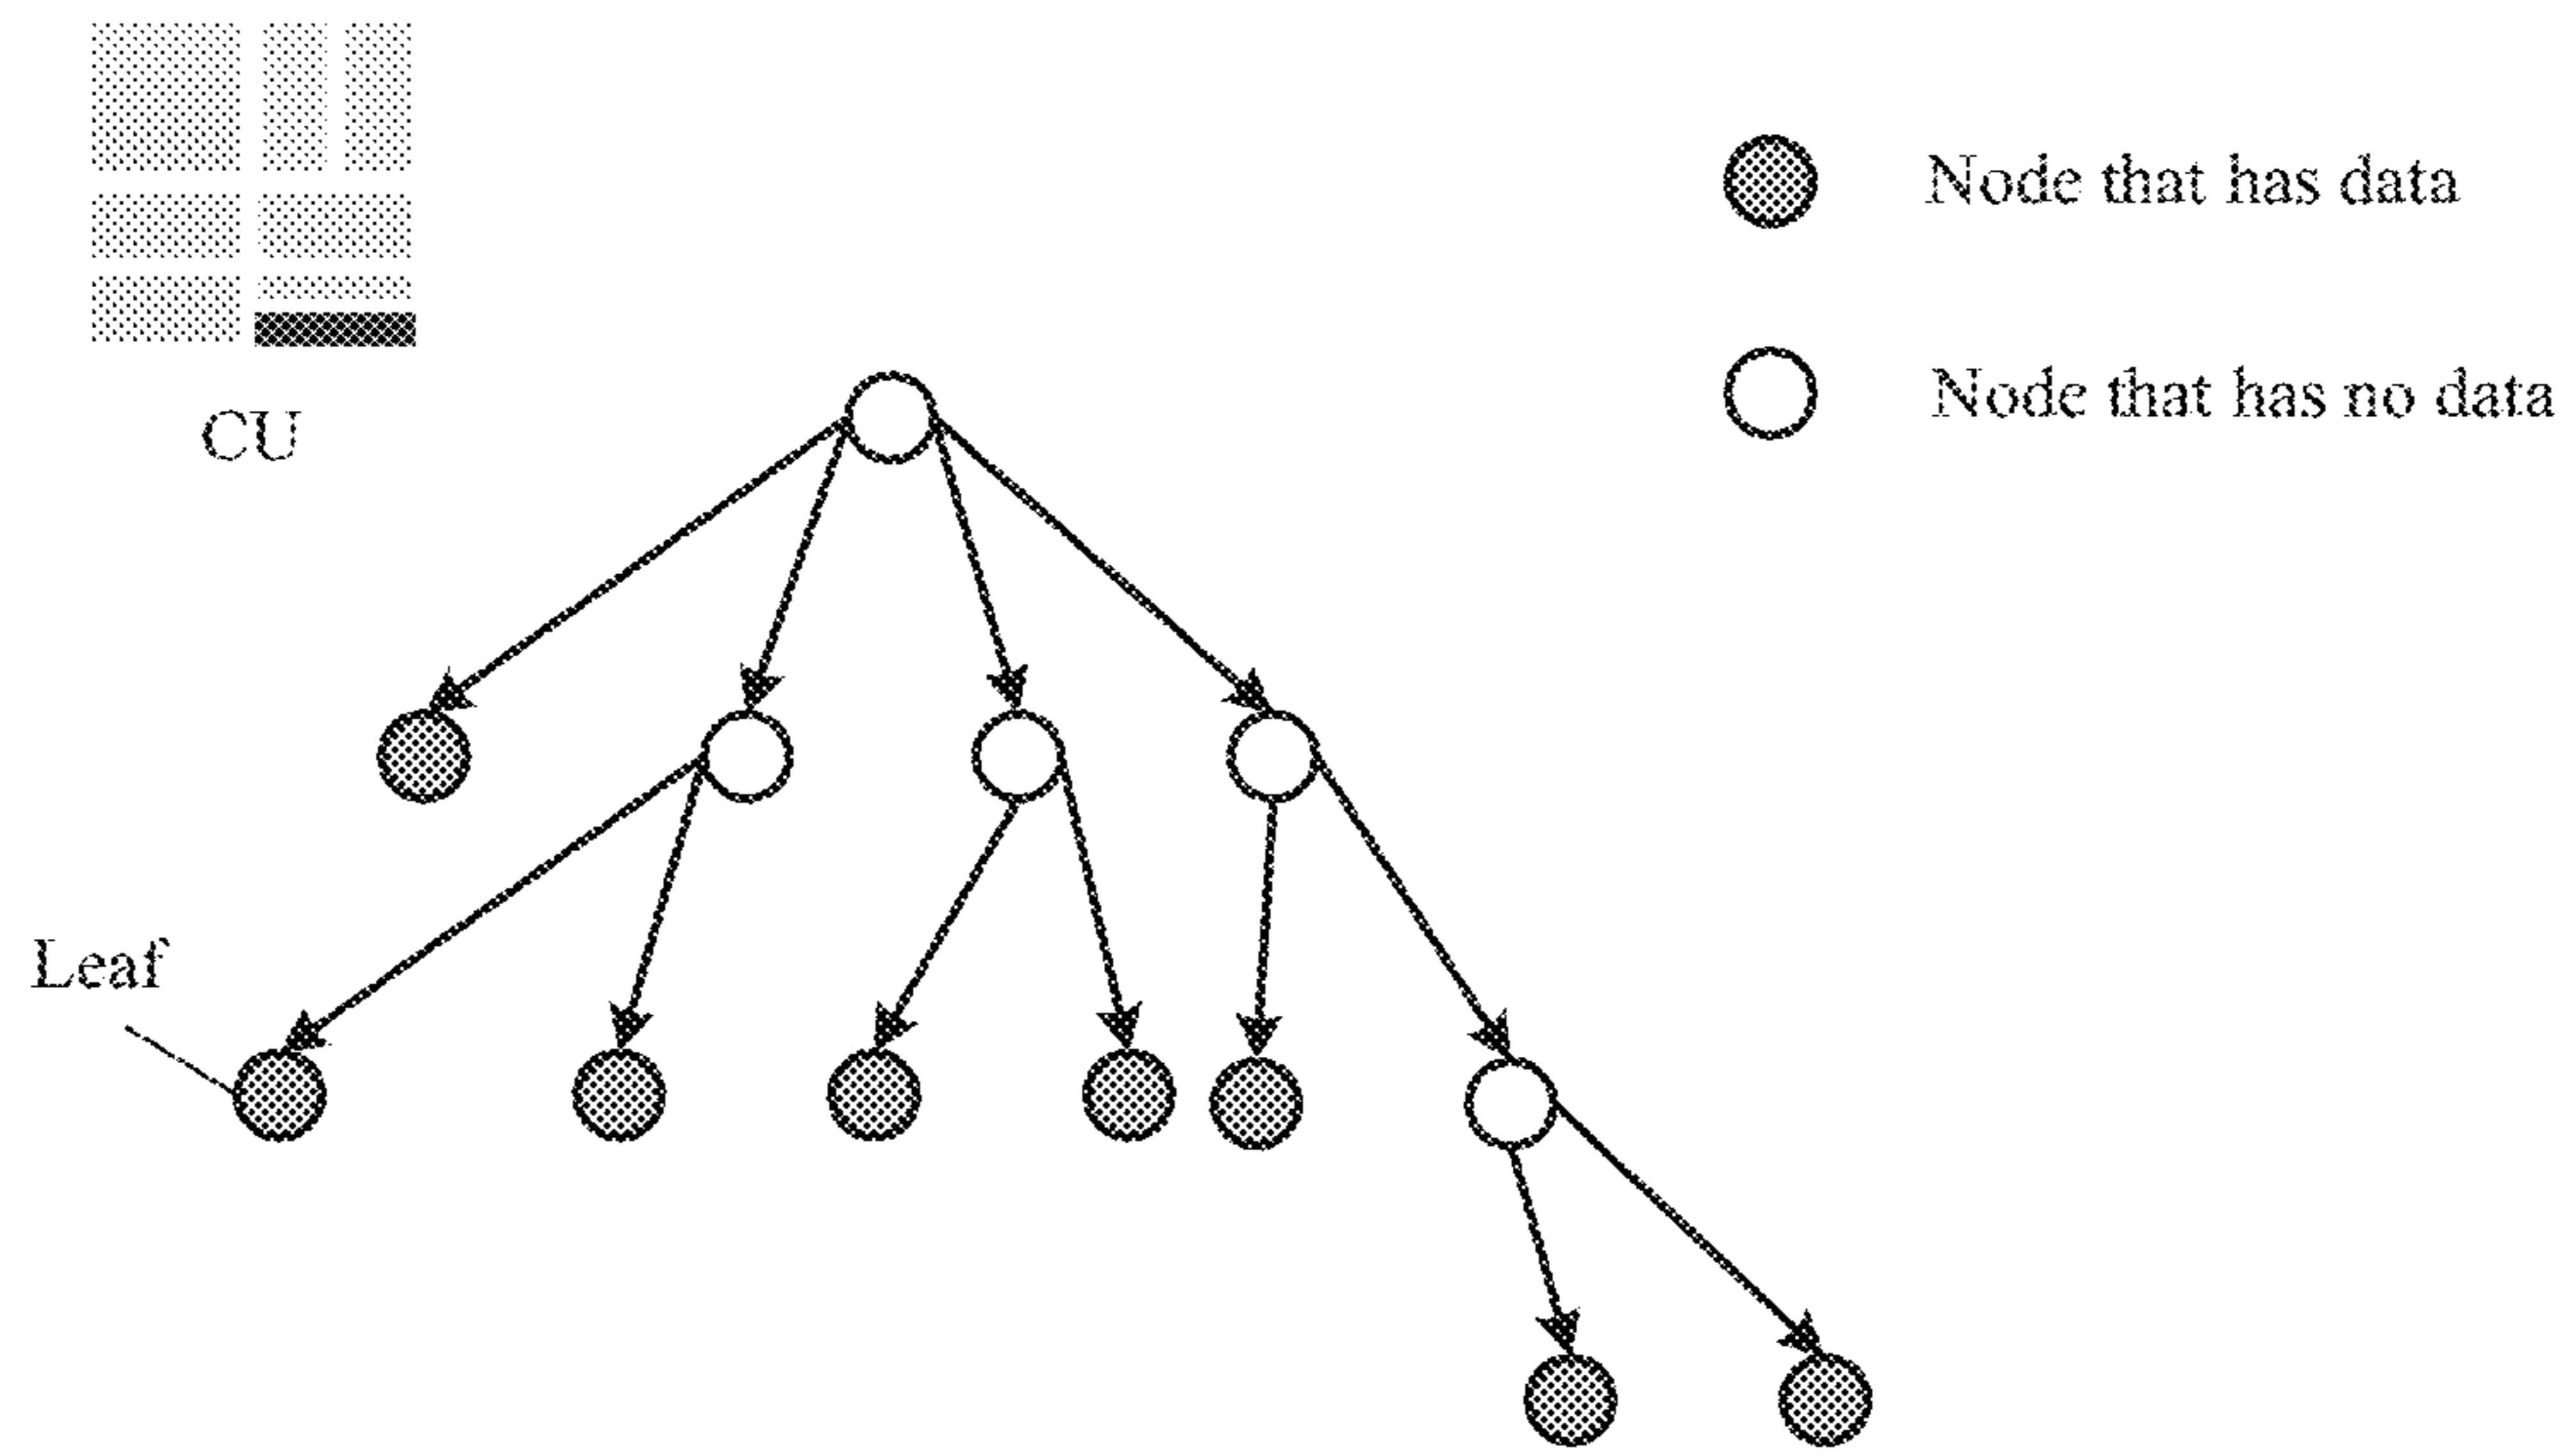 Node that has data
Node that has no data
CU
Leaf